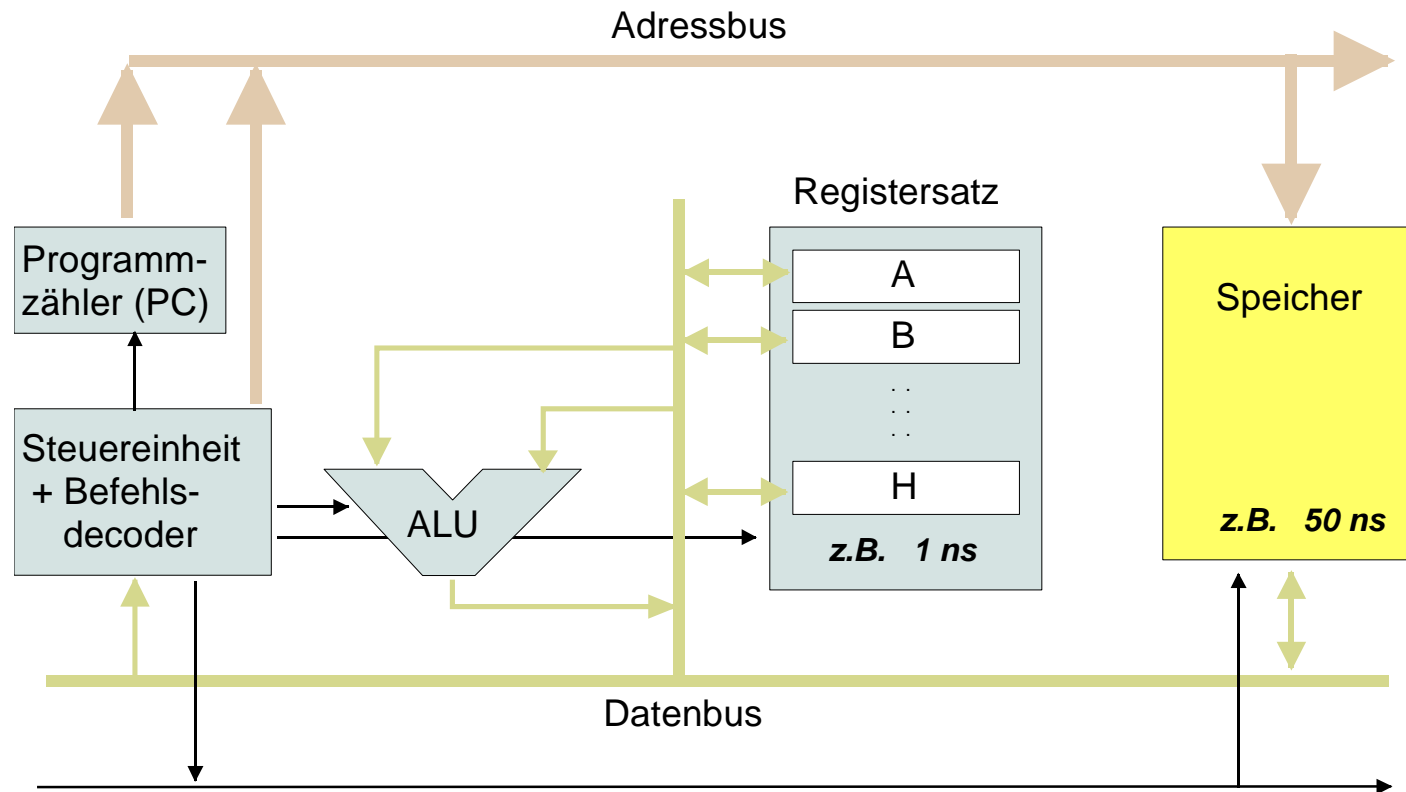 Adressbus
Registersatz
Programm-
zähler (PC)
A
Speicher
B
. .
. .
. .
Steuereinheit
+ Befehls-
decoder
H
ALU
z.B. 50 ns
z.B. 1 ns
Datenbus